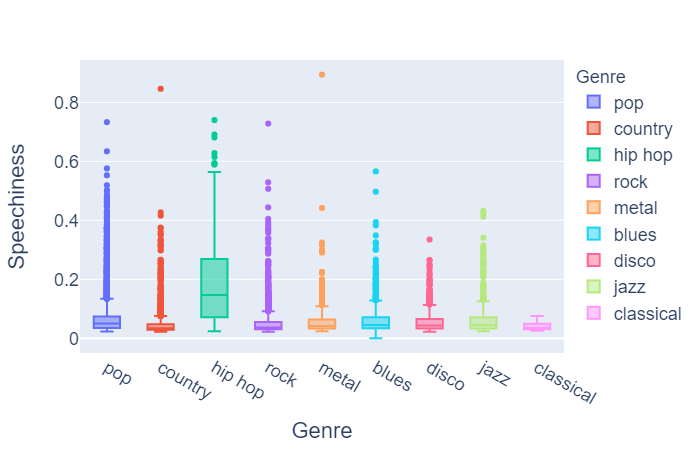 Genre
pop
country
hip hop
rock
metal
blues
disco
jazz
classical
Speechiness
0.8
0.6
0.4
0.2
0
pop
country
hip hop
rock
metal
blues
disco
jazz
classical
Genre